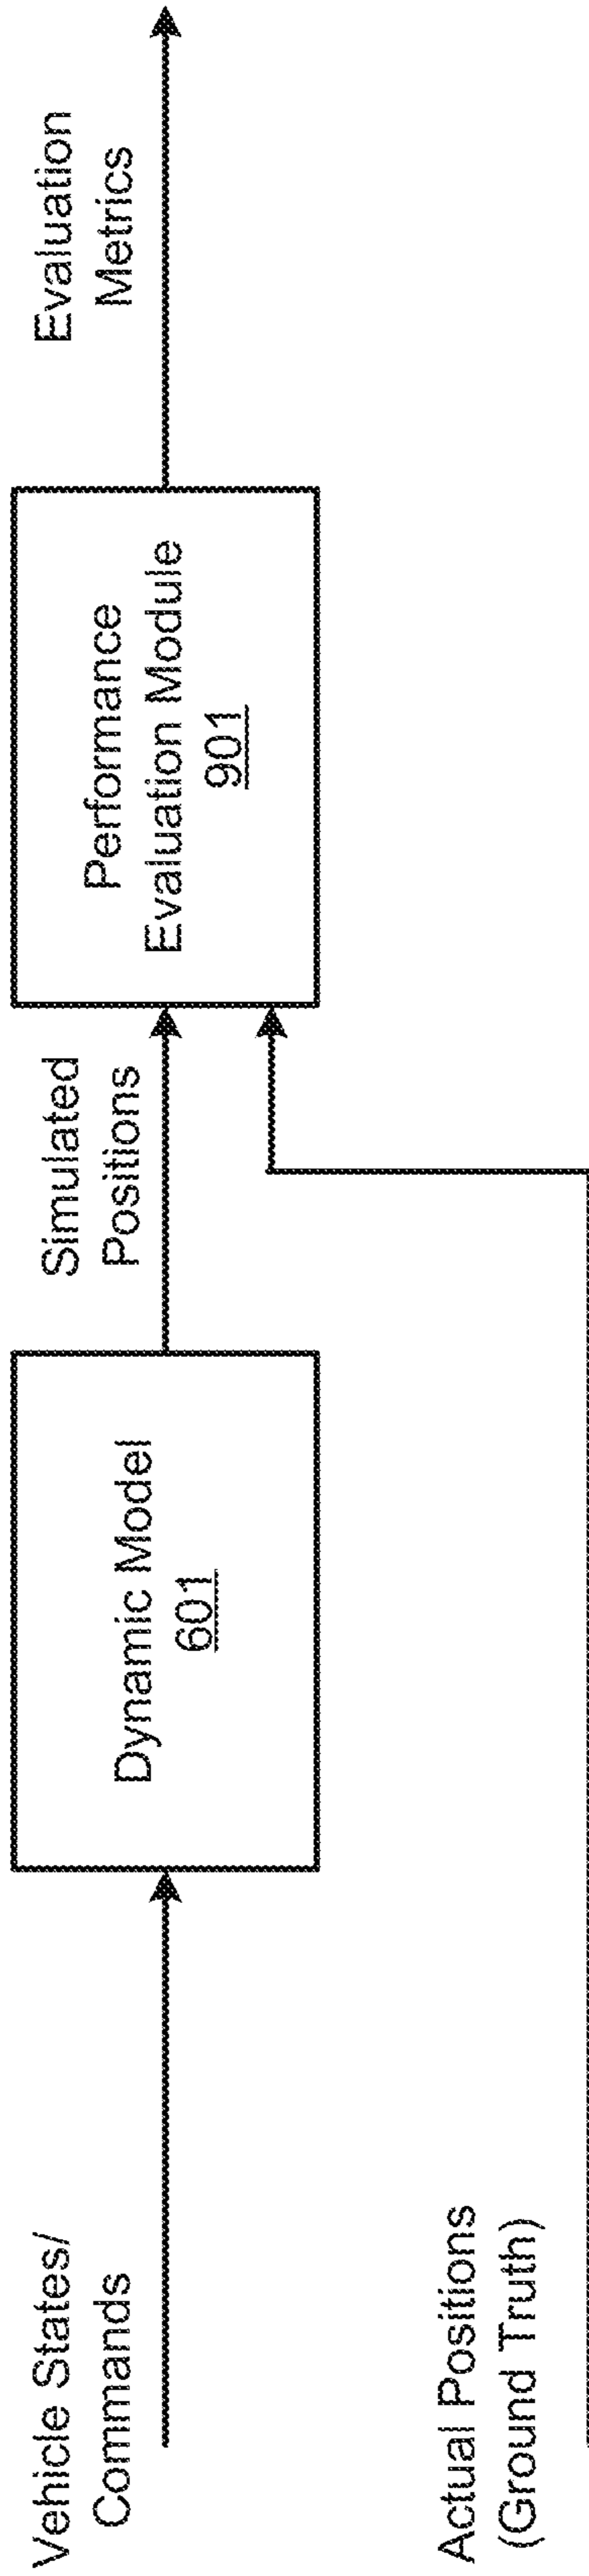 Vehicle States/
Commands
Dynamic Model
601
Simulated
Positions
Performance
Evaluation Module
901
Evaluation
Metrics
Actual Positions
(Ground Truth)